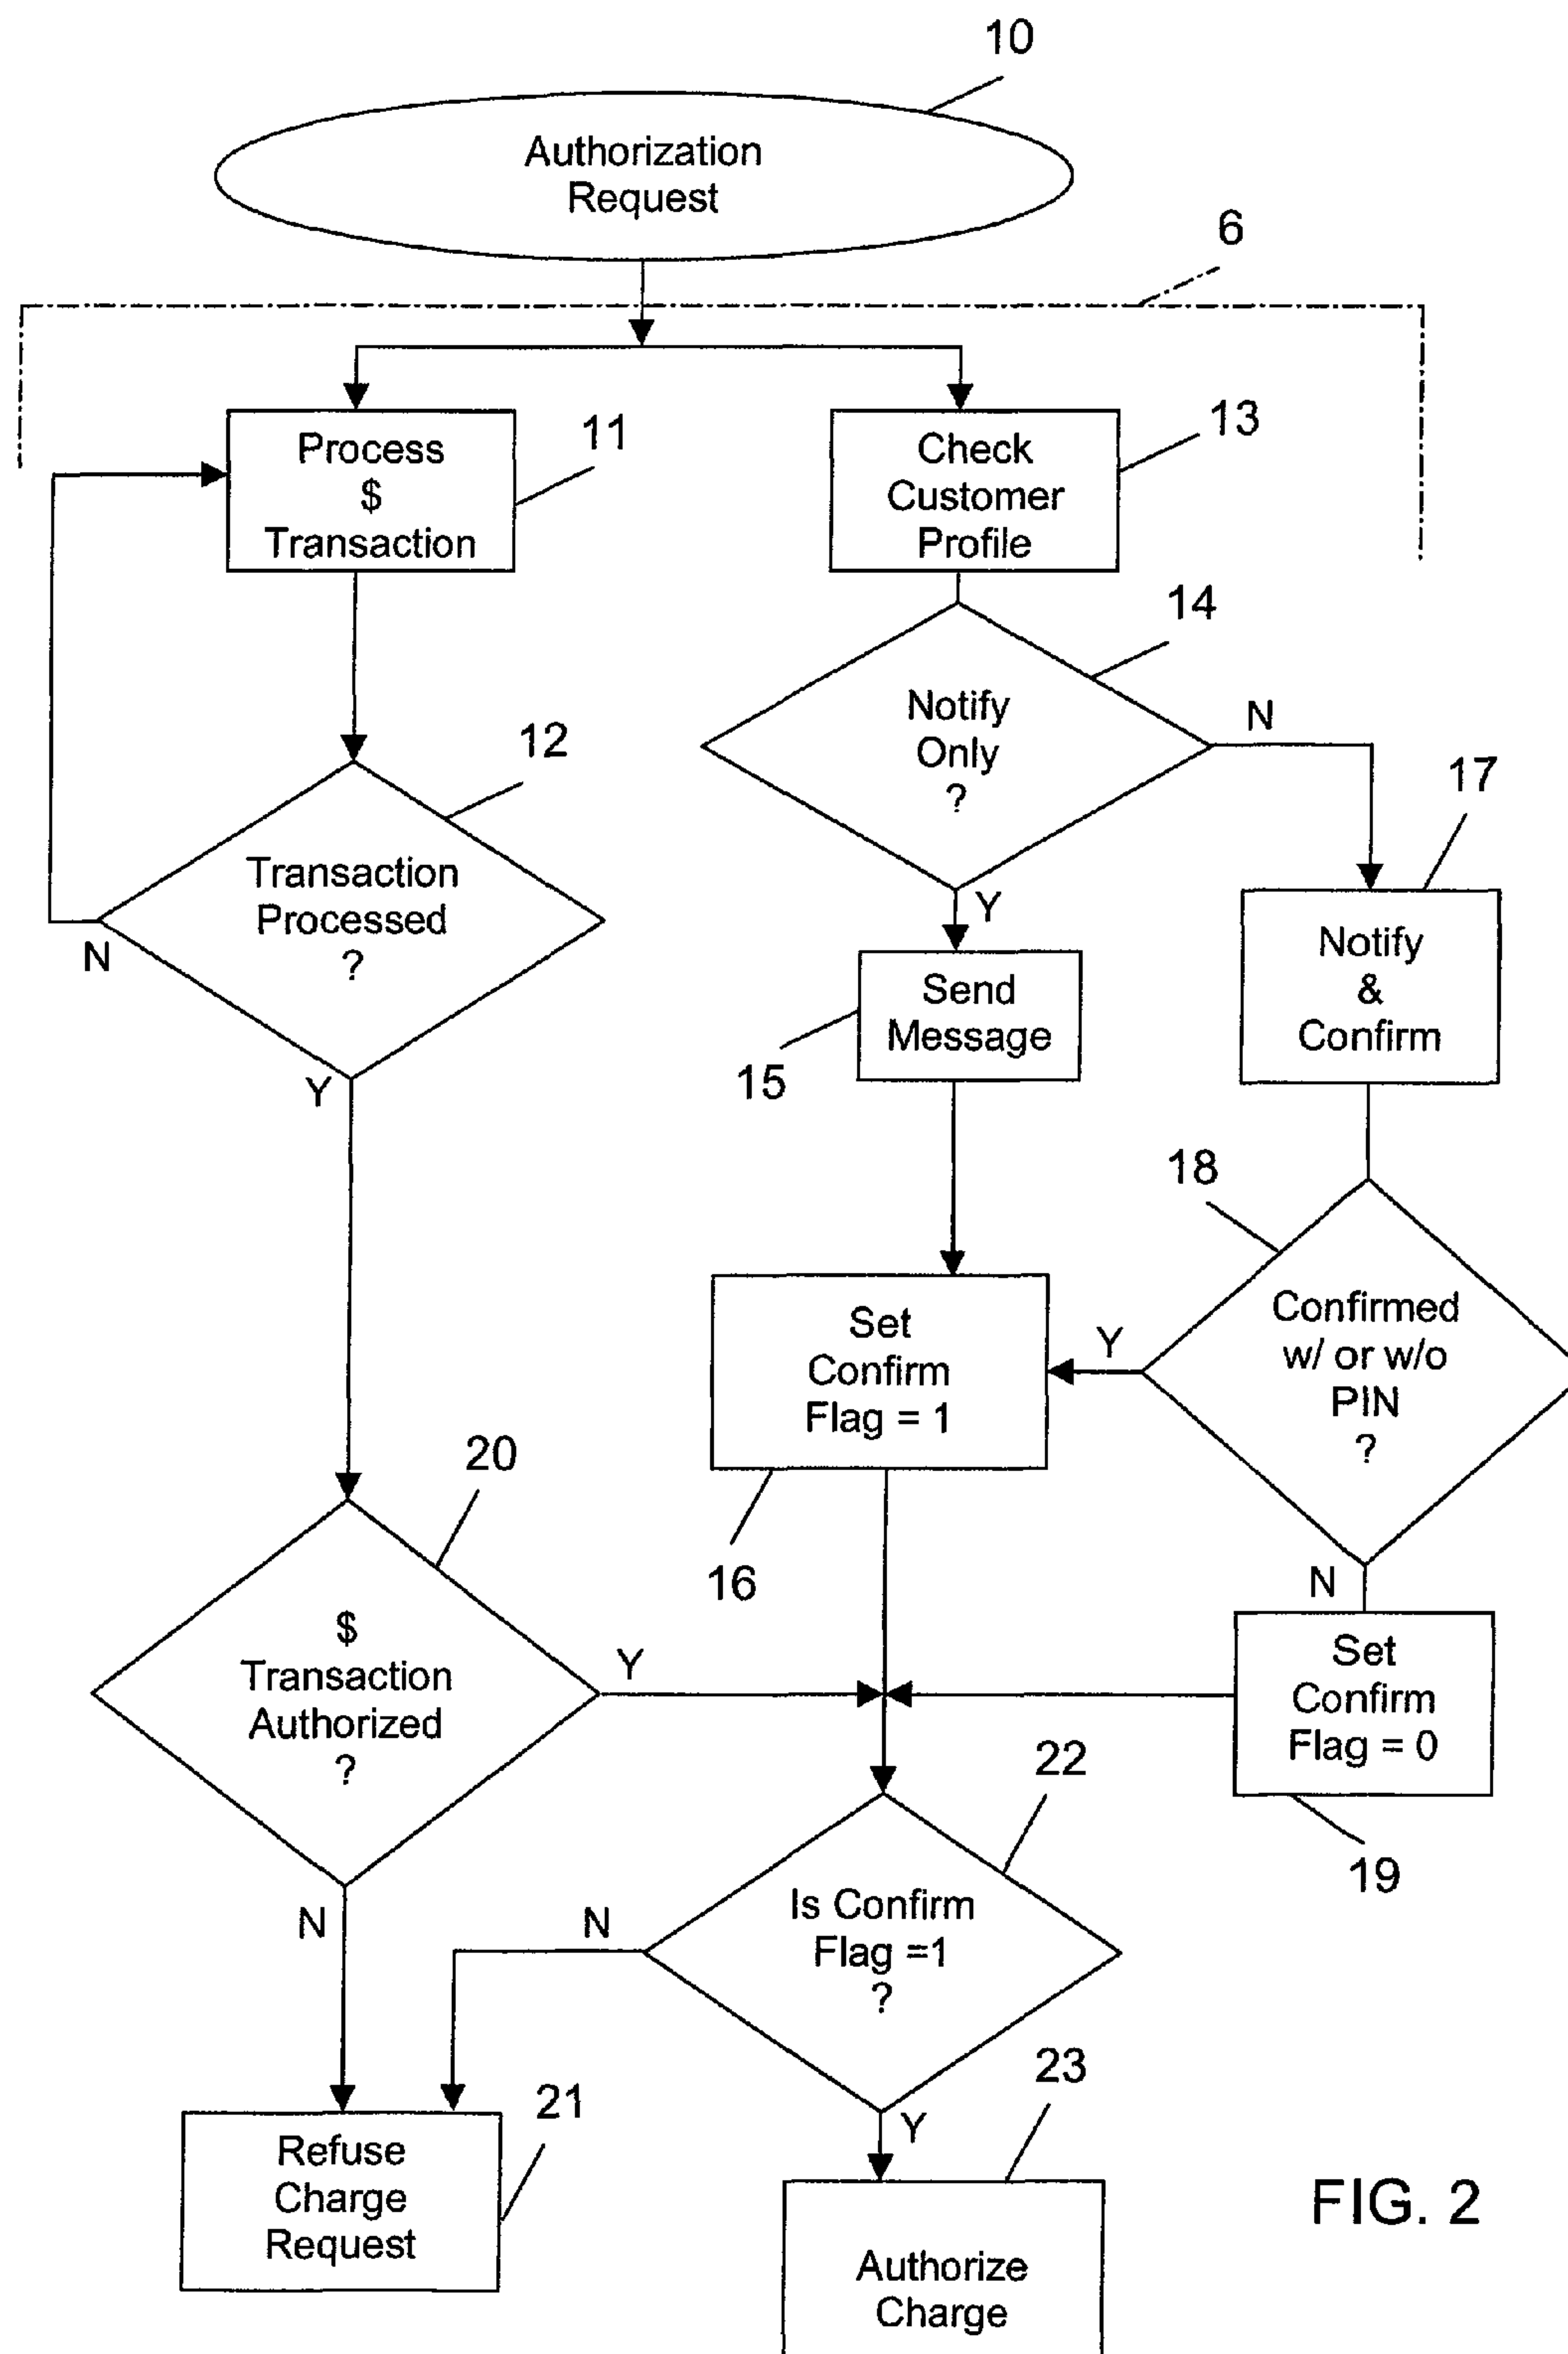 10
Authorization
Request
6
Process
$
Transaction
11
Check
Customer
Profile
13
14
Notify
Only
?
N
12
Transaction
Processed
?
N
Y
Y
17
Send
Message
15
Notify
&
Confirm
18
Set
Confirm
Flag = 1
16
Y
Confirmed
w/ or w/o
PIN
?
N
20
$
Transaction
Authorized
?
Y
N
Set
Confirm
Flag = 0
19
22
Is Confirm
Flag =1
?
N
Y
21
Refuse
Charge
Request
23
Authorize
Charge
FIG. 2